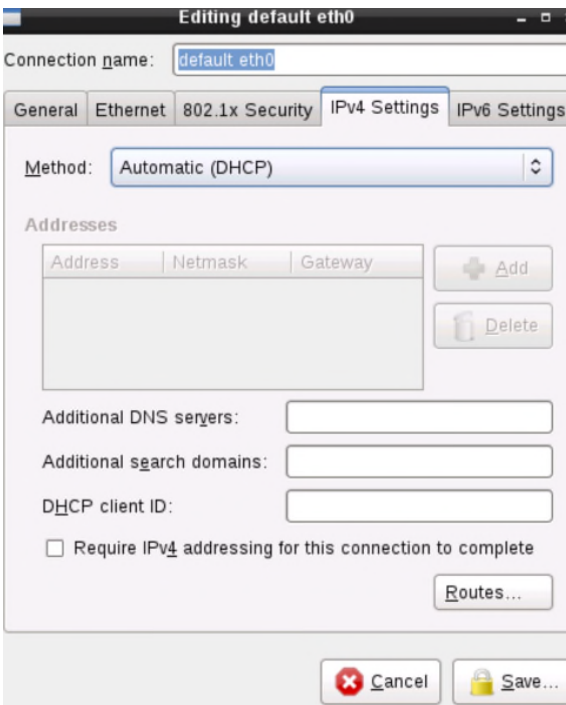 Editing default eth0
Connection name: default eth0
General Ethernet 802.1x Security IPv4 Settings IPv6 Settings
Method: Automatic (DHCP)
Addresses
Address Netmask Gateway
Add
Delete
Additional DNS servers:
Additional search domains:
DHCP client ID:
Require IPv4 addressing for this connection to complete
Routes...
Cancel Save...